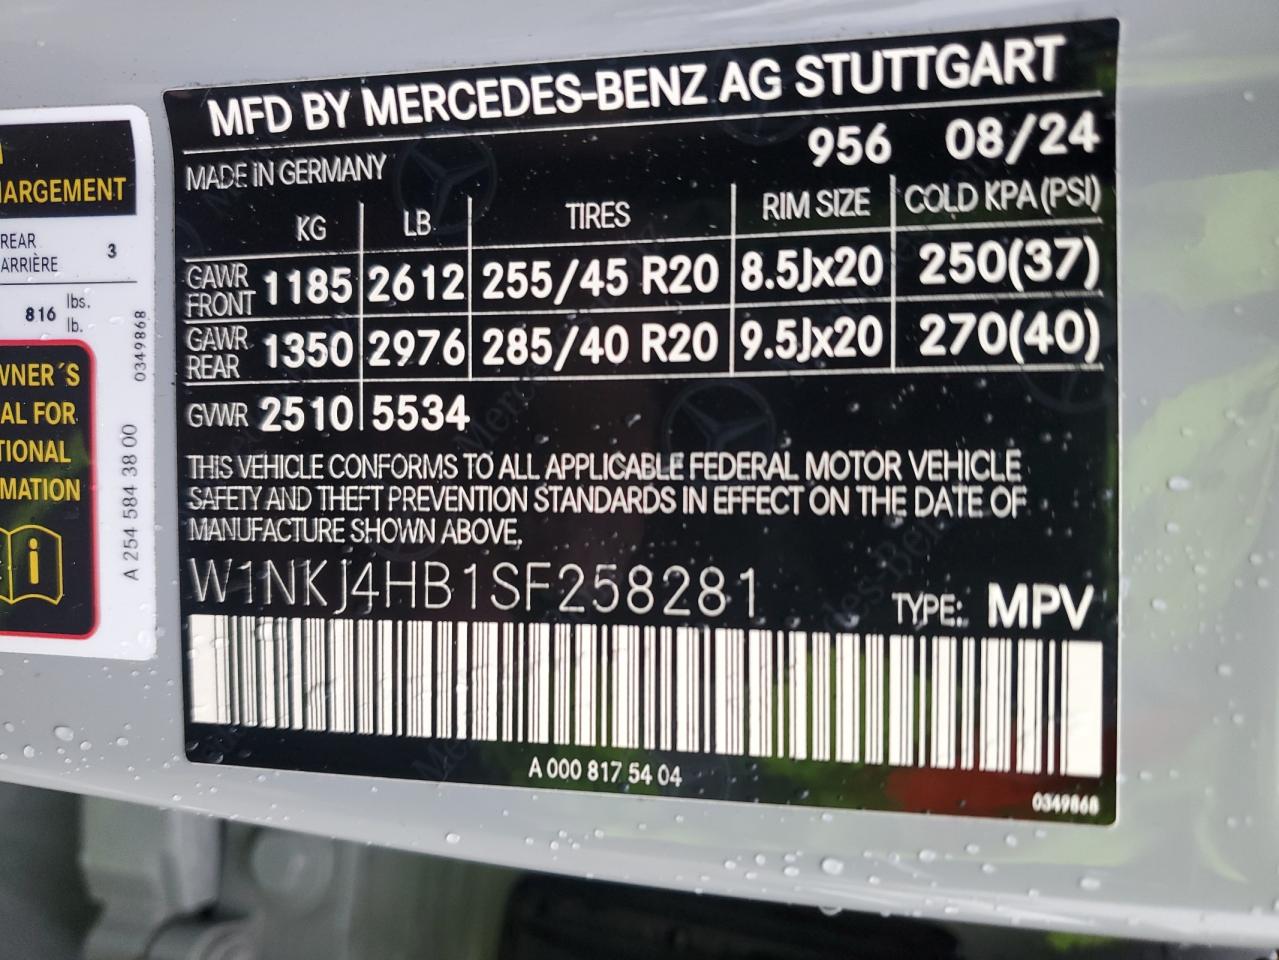 ARGEMENT
REAR 3
ARRIÈRE
816 lbs.
lb.
WNER´S
AL FOR
TIONAL
MATION
i
A 254 584 38 00
0349868
MFD BY MERCEDES-BENZ AG STUTTGART
MADE IN GERMANY 956 08/24
KG LB TIRES RIM SIZE COLD KPA (PSI)
GAWR FRONT 1185 2612 255/45 R20 8.5Jx20 250(37)
GAWR REAR 1350 2976 285/40 R20 9.5Jx20 270(40)
GVWR 2510 5534
THIS VEHICLE CONFORMS TO ALL APPLICABLE FEDERAL MOTOR VEHICLE
SAFETY AND THEFT PREVENTION STANDARDS IN EFFECT ON THE DATE OF
MANUFACTURE SHOWN ABOVE.
W1NKJ4HB1SF258281 TYPE: MPV
A 000 817 54 04
0349868